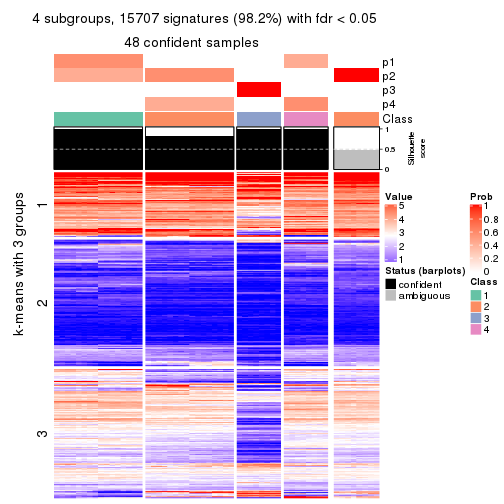 4 subgroups, 15707 signatures (98.2%) with fdr < 0.05
48 confident samples
p1
p2
p3
p4
Class
1
0.5
0
Silhouette
score
k-means with 3 groups
1
2
3
Value
5
4
3
2
1
Status (barplots)
confident
ambiguous
Prob
1
0.8
0.6
0.4
0.2
0
Class
1
2
3
4